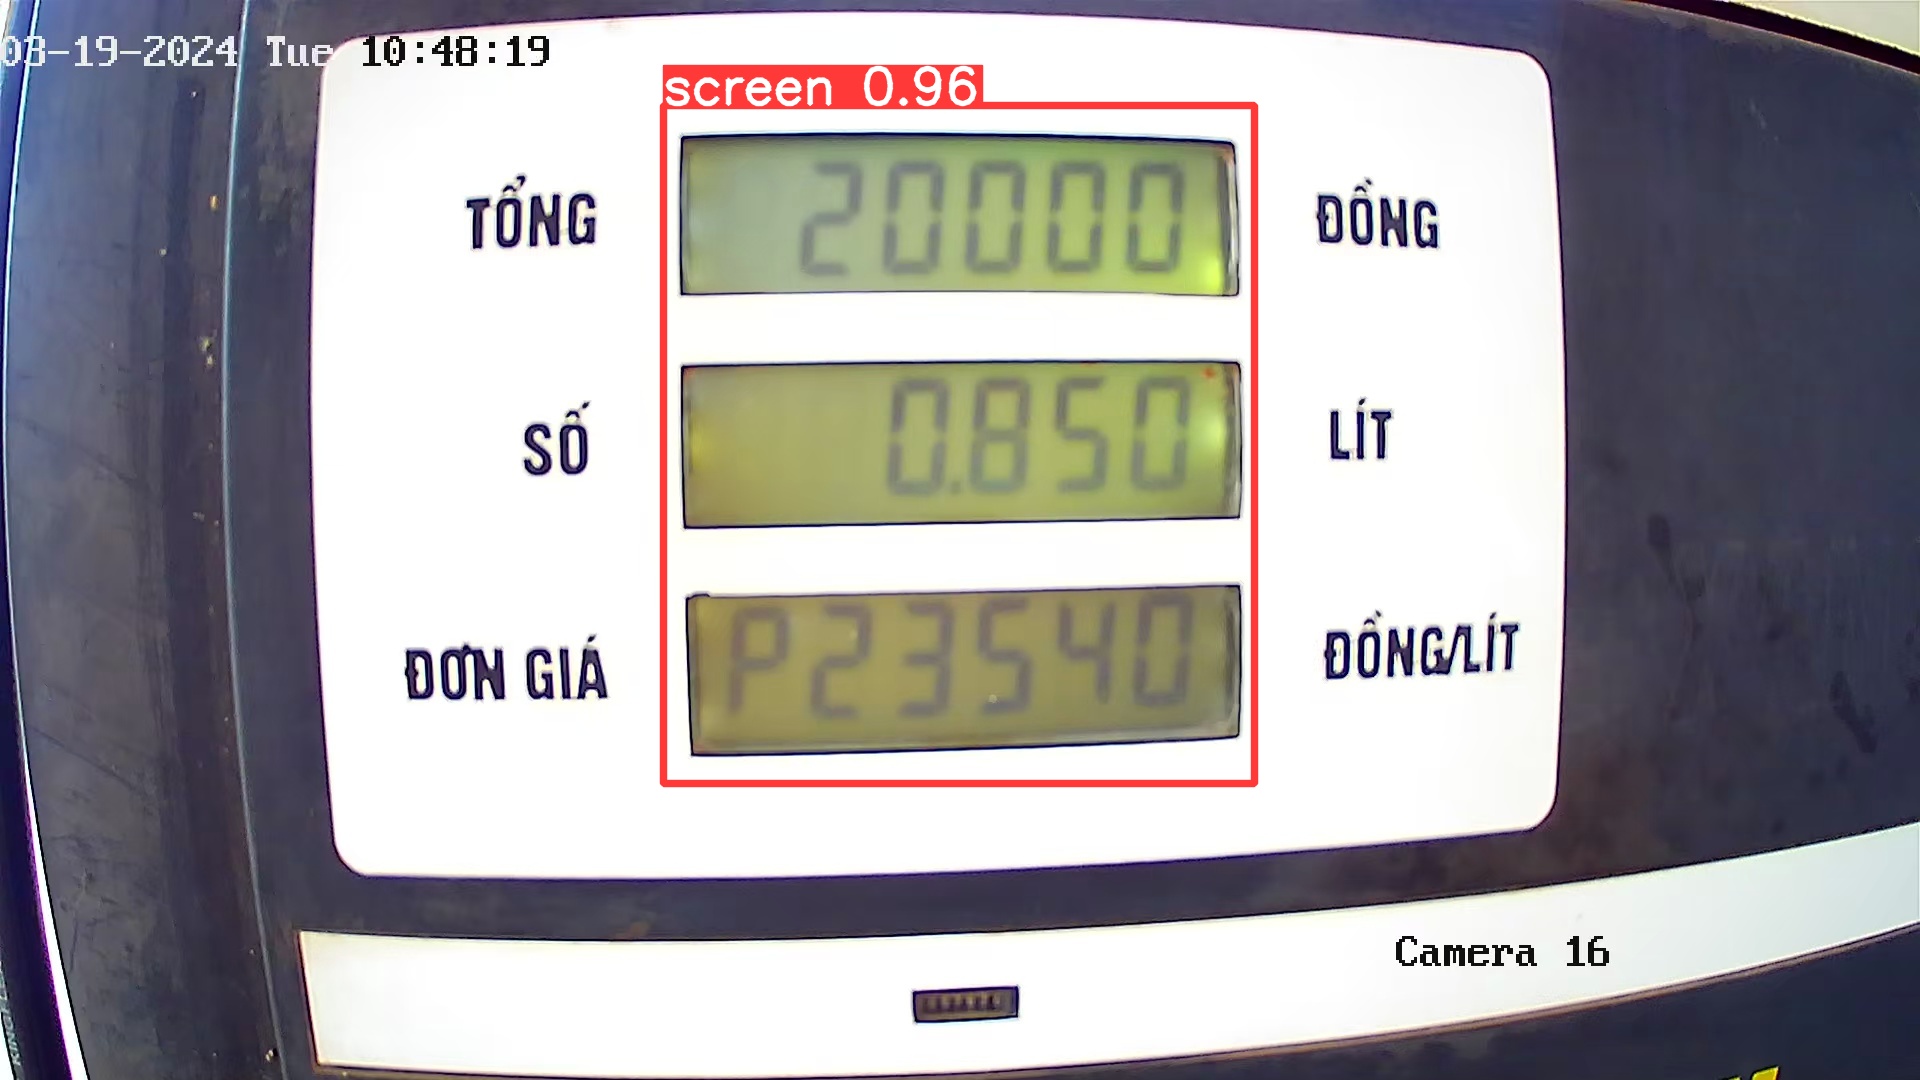 03-19-2024 Tue 10:48:19
screen 0.96
TỔNG 20000 ĐỒNG
SỐ 0.850 LÍT
ĐƠN GIÁ P23540 ĐỒNG/LÍT
Camera 16